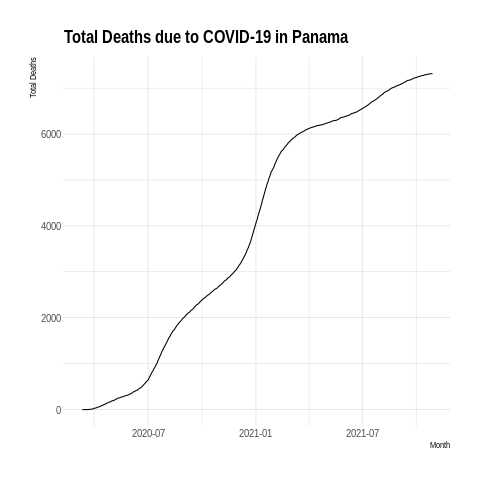 Total Deaths due to COVID-19 in Panama
Total Deaths
6000
4000
2000
0
2020-07
2021-01
2021-07
Month